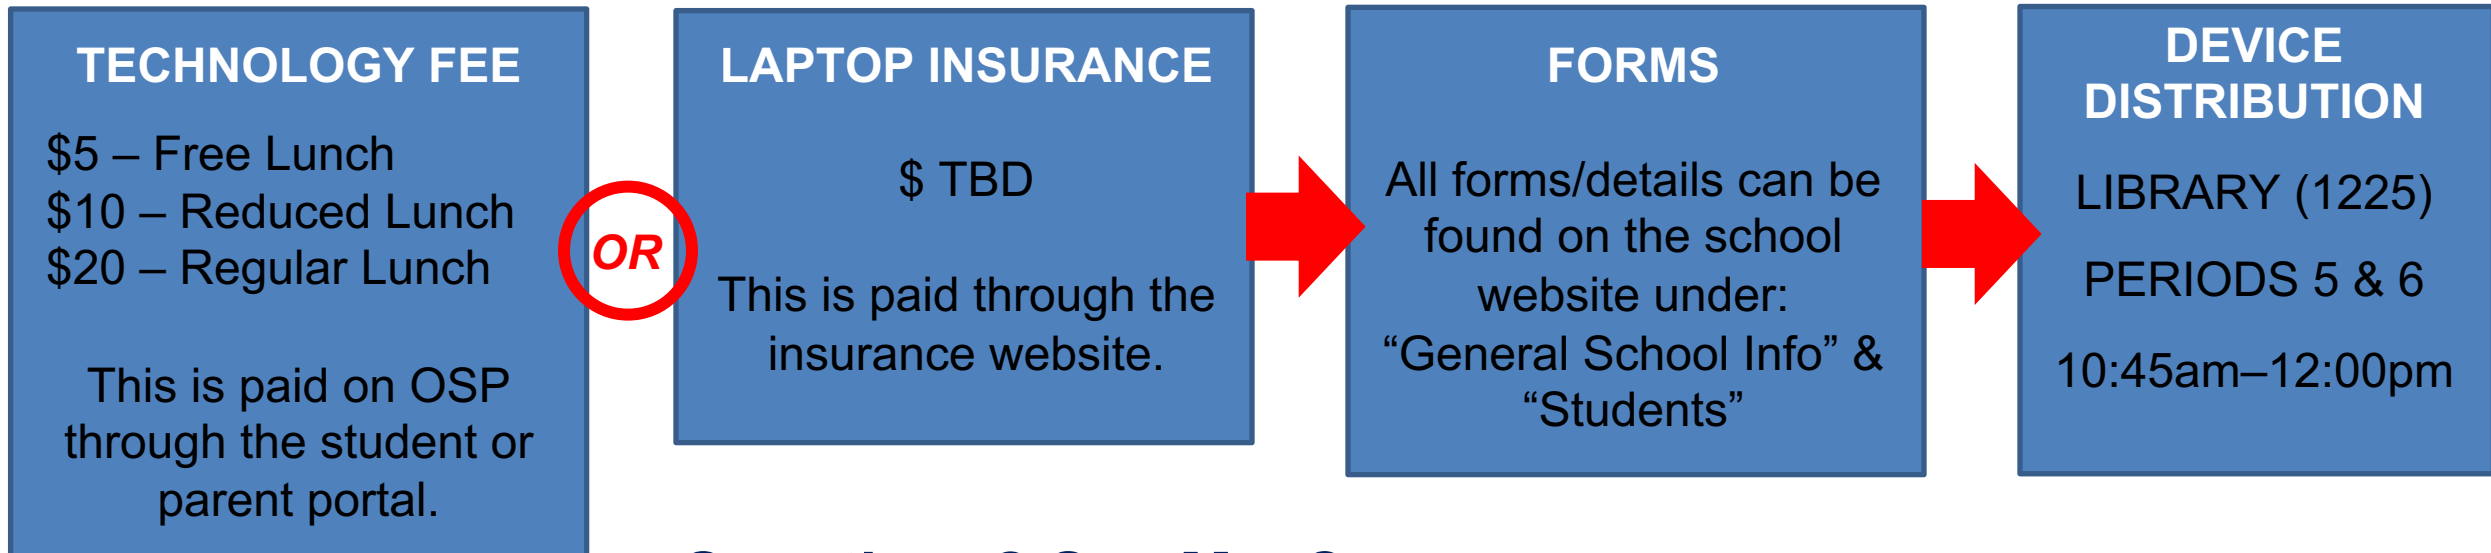 TECHNOLOGY FEE
$5 – Free Lunch
$10 – Reduced Lunch
$20 – Regular Lunch
This is paid on OSP
through the student or
parent portal.
OR
LAPTOP INSURANCE
$ TBD
This is paid through the
insurance website.
FORMS
All forms/details can be
found on the school
website under:
“General School Info” &
“Students”
DEVICE
DISTRIBUTION
LIBRARY (1225)
PERIODS 5 & 6
10:45am–12:00pm